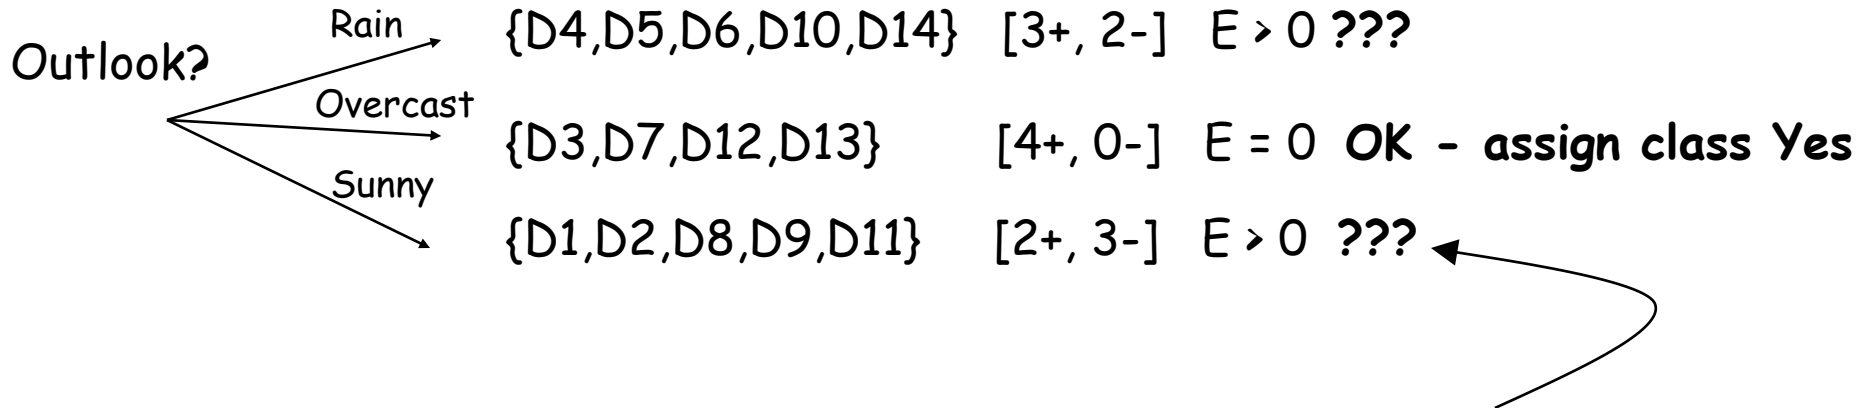 Outlook?
Rain {D4,D5,D6,D10,D14} [3+, 2-] E > 0 ???
Overcast {D3,D7,D12,D13} [4+, 0-] E = 0 OK - assign class Yes
Sunny {D1,D2,D8,D9,D11} [2+, 3-] E > 0 ???